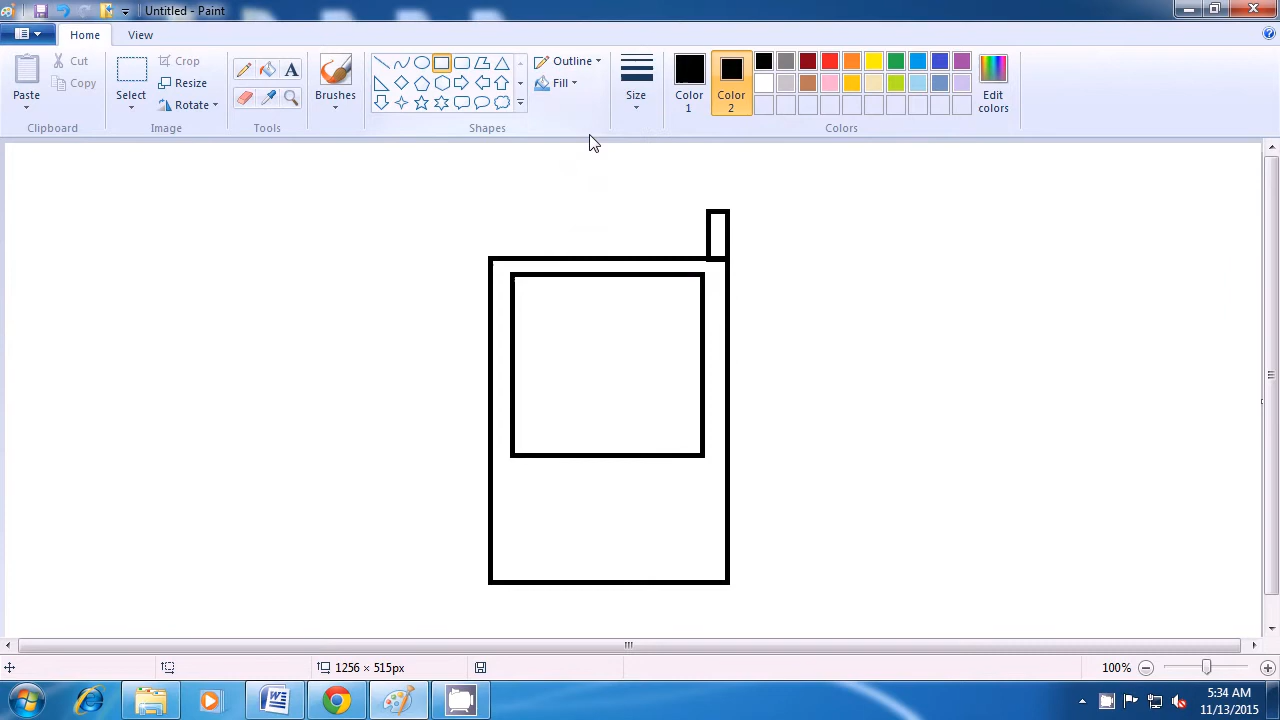 Untitled - Paint
Home
View
Paste
Cut
Copy
Clipboard
Select
Crop
Resize
Rotate
Image
Tools
Brushes
Shapes
Outline
Fill
Size
Color 1
Color 2
Edit colors
Colors
1256 × 515px
100%
5:34 AM
11/13/2015